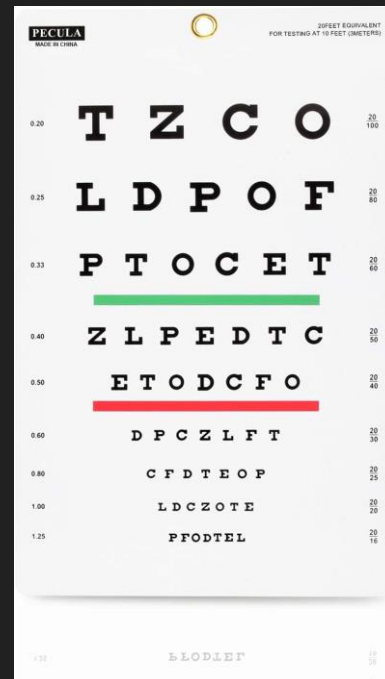 PECULA
MADE IN CHINA
20FEET EQUIVALENT
FOR TESTING AT 10 FEET (3METERS)
0.20 T Z C O 20/100
0.25 L D P O F 20/80
0.33 P T O C E T 20/60
0.40 Z L P E D T C 20/50
0.50 E T O D C F O 20/40
0.60 D P C Z L F T 20/30
0.80 C F D T E O P 20/25
1.00 L D C Z O T E 20/20
1.25 P F O D T E L 20/16